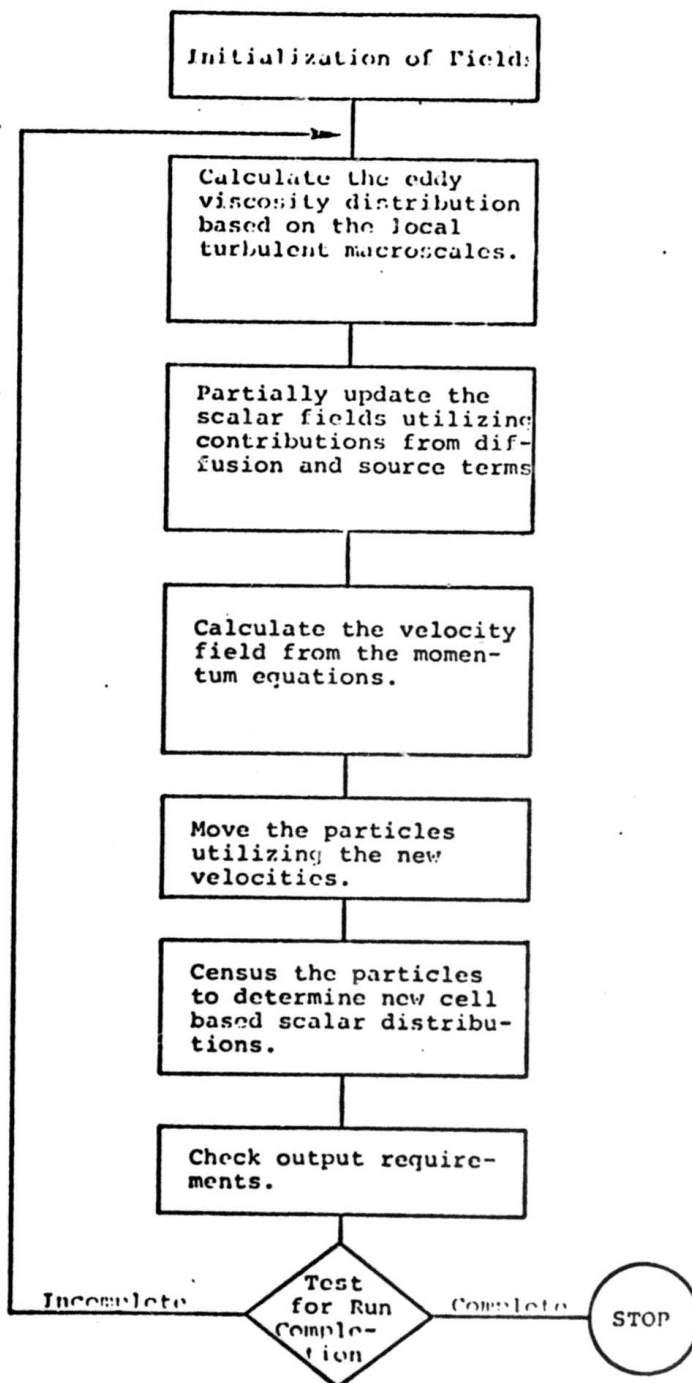 Initialization of Fields
Calculate the eddy
viscosity distribution
based on the local
turbulent macroscales.
Partially update the
scalar fields utilizing
contributions from dif-
fusion and source terms
Calculate the velocity
field from the momen-
tum equations.
Move the particles
utilizing the new
velocities.
Census the particles
to determine new cell
based scalar distribu-
tions.
Check output require-
ments.
Test
for Run
Comple-
tion
Incomplete
Complete
STOP